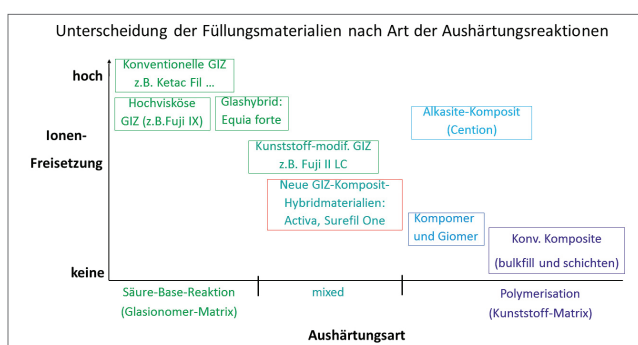 Unterscheidung der Füllungsmaterialien nach Art der Aushärtungsreaktionen
hoch
Ionen-
Freisetzung
keine
Konventionelle GIZ
z.B. Ketac Fil ...
Hochvisköse
GIZ (z.B.Fuji IX)
Glashybrid:
Equia forte
Kunststoff-modif. GIZ
z.B. Fuji II LC
Neue GIZ-Komposit-
Hybridmaterialien:
Activa, Surefil One
Alkasite-Komposit
(Cention)
Kompomer
und Giomer
Konv. Komposite
(bulkfill und schichten)
Säure-Base-Reaktion
(Glasionomer-Matrix)
mixed
Polymerisation
(Kunststoff-Matrix)
Aushärtungsart